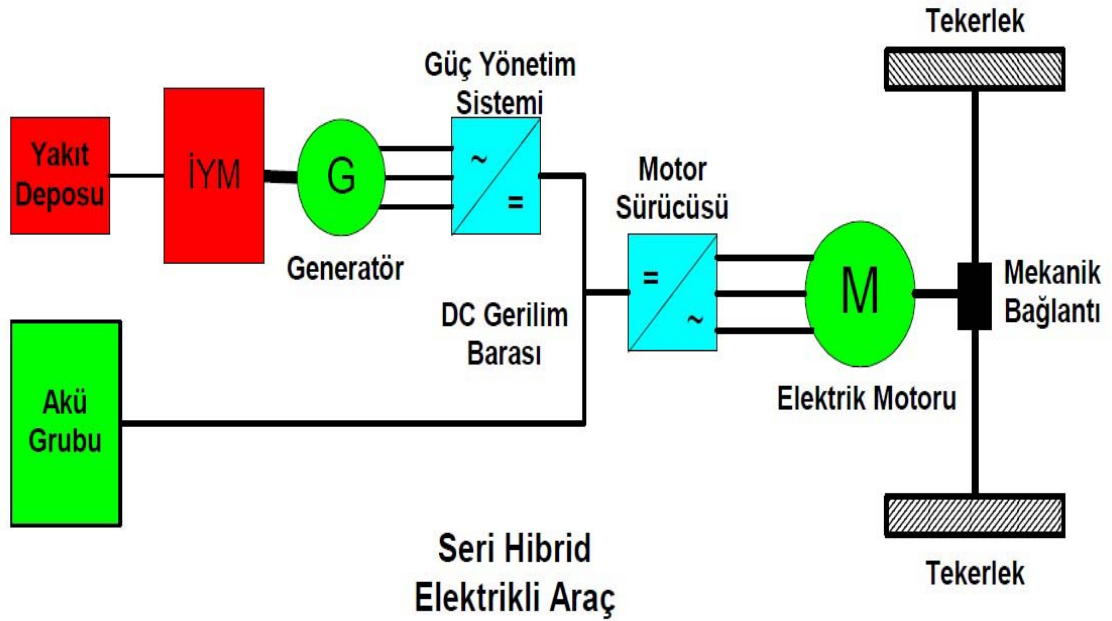 Tekerlek
Güç Yönetim
Sistemi
Yakıt
Deposu
İYM
G
~
=
Generatör
Motor
Sürücüsü
=
~
M
Mekanik
Bağlantı
DC Gerilim
Barası
Elektrik Motoru
Akü
Grubu
Seri Hibrid
Elektrikli Araç
Tekerlek